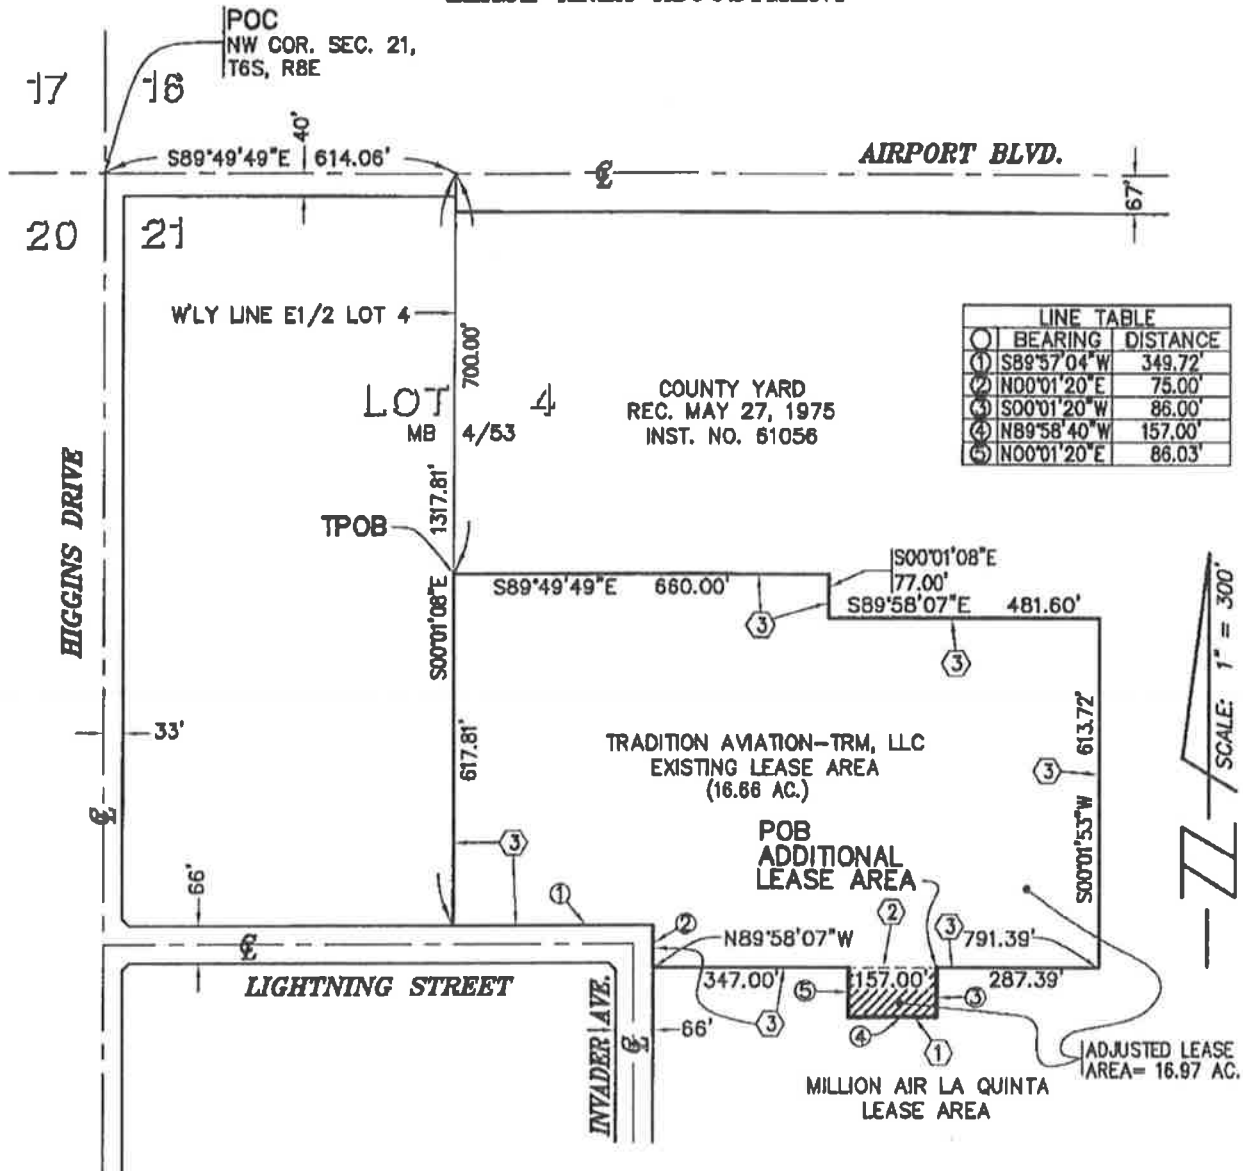 POC
NW COR. SEC. 21,
T6S, R8E
17
16
40'
S89°49'49"E 614.06'
AIRPORT BLVD.
℄
67'
20
21
W'LY LINE E1/2 LOT 4
700.00'
LINE TABLE
BEARING DISTANCE
1 S89°57'04"W 349.72'
2 N00°01'20"E 75.00'
3 S00°01'20"W 86.00'
4 N89°58'40"W 157.00'
5 N00°01'20"E 86.03'
LOT 4
MB 4/53
COUNTY YARD
REC. MAY 27, 1975
INST. NO. 61056
HIGGINS DRIVE
1317.81'
TPOB
S00°01'08"E
77.00'
S89°49'49"E 660.00'
S89°58'07"E 481.60'
3
3
S00°01'08"E
SCALE: 1" = 300'
33'
617.81'
TRADITION AVIATION-TRM, LLC
EXISTING LEASE AREA
(16.66 AC.)
613.72'
3
S00°01'53"W
℄
3
POB
ADDITIONAL
LEASE AREA
66'
1
2
2
3
N89°58'07"W
791.39'
℄
LIGHTNING STREET
347.00'
5
157.00'
3
287.39'
INVADER AVE.
℄
66'
3
4
1
ADJUSTED LEASE
AREA= 16.97 AC.
MILLION AIR LA QUINTA
LEASE AREA